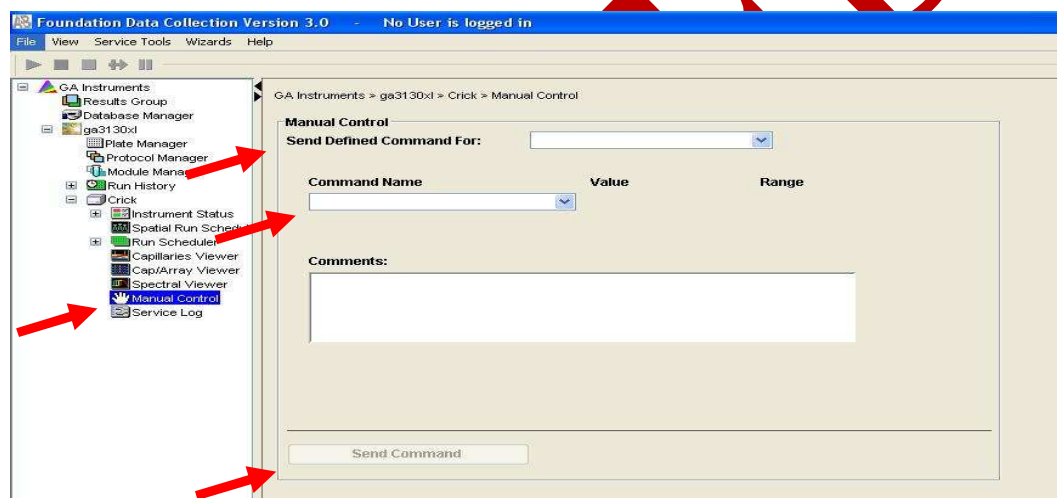 Foundation Data Collection Version 3.0 - No User is logged in
File View Service Tools Wizards Help
GA Instruments
Results Group
Database Manager
ga3130xl
Plate Manager
Protocol Manager
Module Mana
Run History
Crick
Instrument Status
Spatial Run Schedul
Run Scheduler
Capillaries Viewer
Cap/Array Viewer
Spectral Viewer
Manual Control
Service Log
GA Instruments > ga3130xl > Crick > Manual Control
Manual Control
Send Defined Command For:
Command Name Value Range
Comments:
Send Command